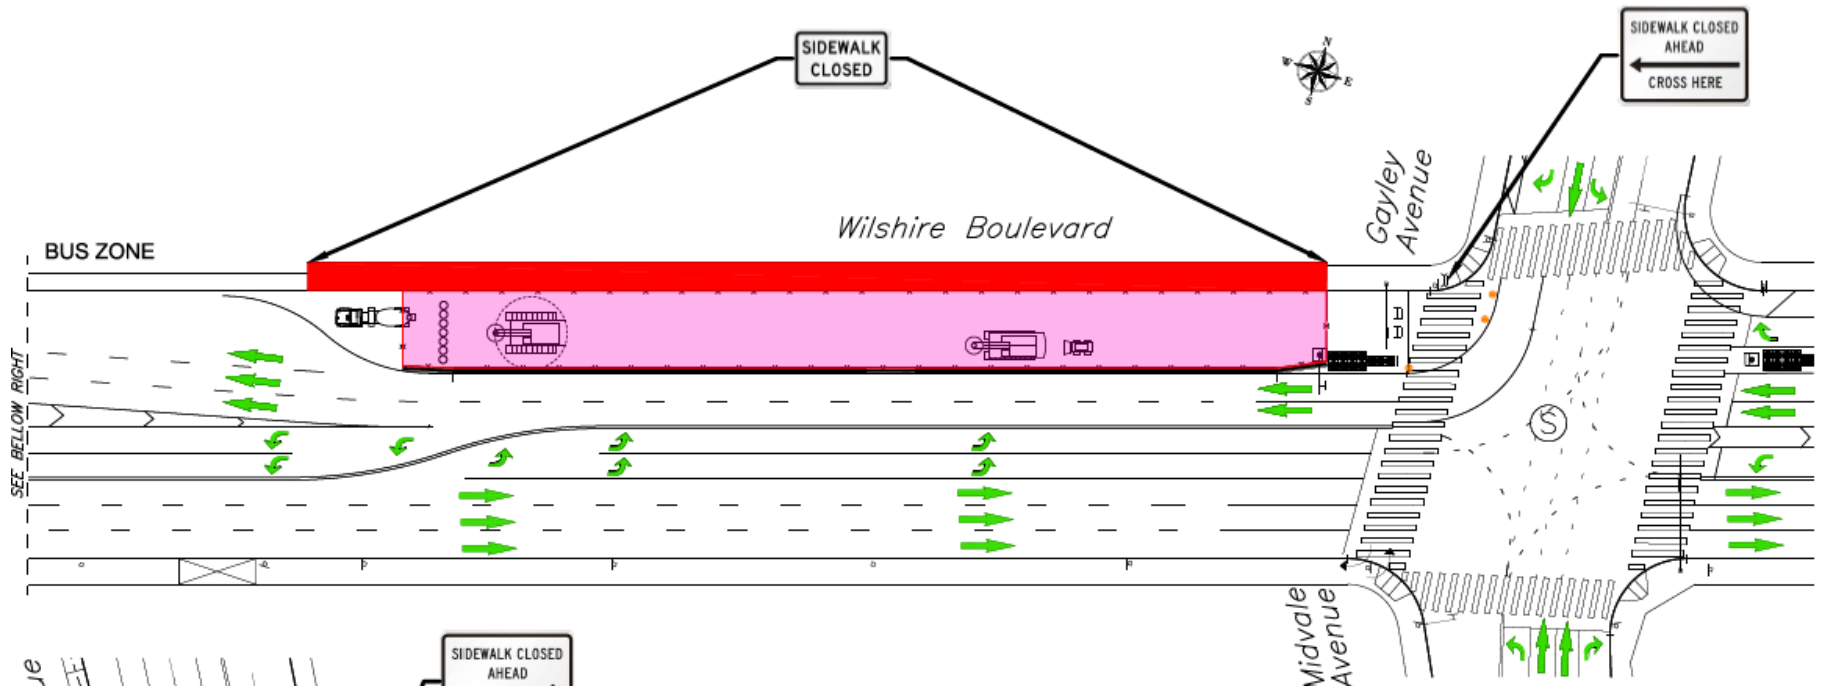 SIDEWALK
CLOSED
SIDEWALK CLOSED
AHEAD
CROSS HERE
N
W
E
S
Gayley
Avenue
Wilshire Boulevard
BUS ZONE
SEE BELLOW RIGHT
S
Midvale
Avenue
SIDEWALK CLOSED
AHEAD
ue